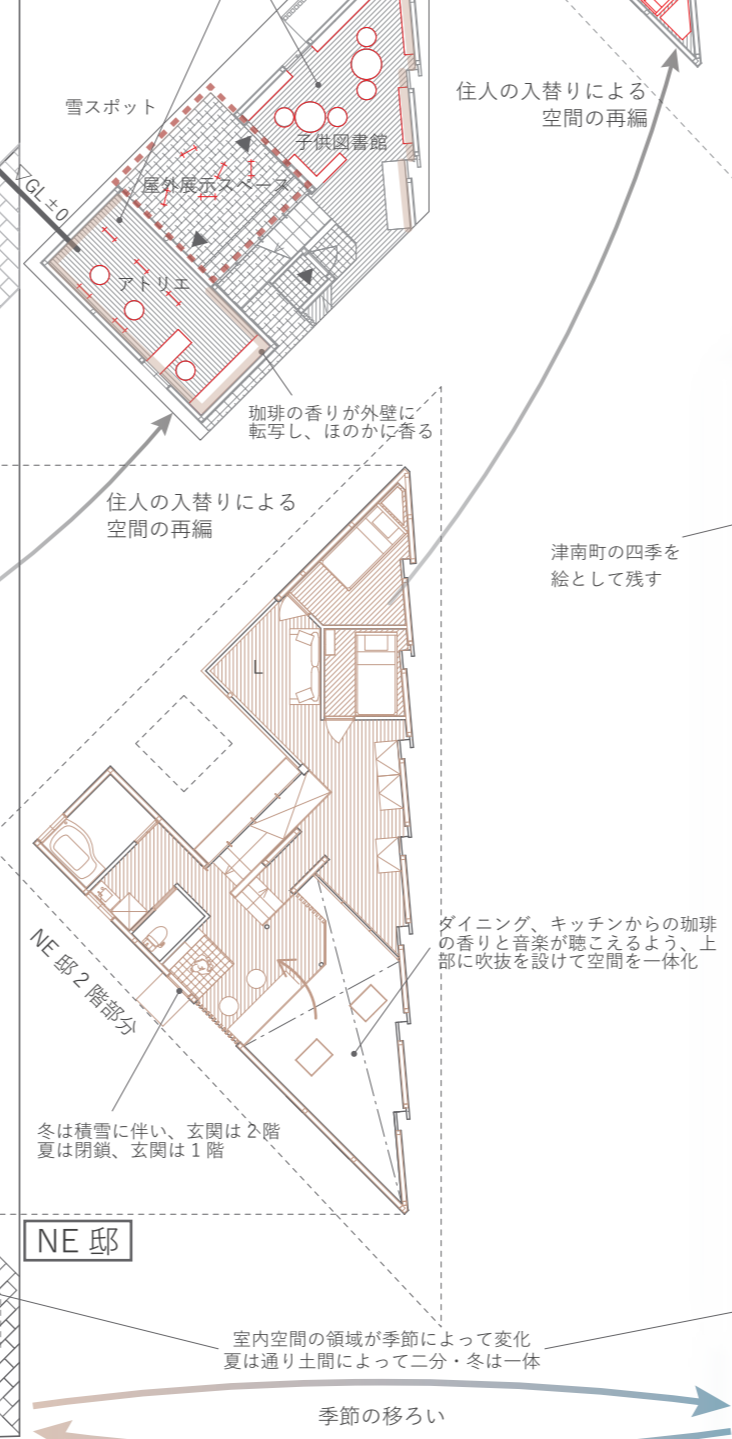 雪スポット
住人の入替りによる
空間の再編
子供図書館
屋外展示スペース
▽GL±0
アトリエ
珈琲の香りが外壁に
転写し、ほのかに香る
住人の入替りによる
空間の再編
津南町の四季を
絵として残す
L
ダイニング、キッチンからの珈琲
の香りと音楽が聴こえるよう、上
部に吹抜を設けて空間を一体化
NE 邸 2 階部分
冬は積雪に伴い、玄関は 2 階
夏は閉鎖、玄関は 1 階
NE 邸
室内空間の領域が季節によって変化
夏は通り土間によって二分・冬は一体
季節の移ろい